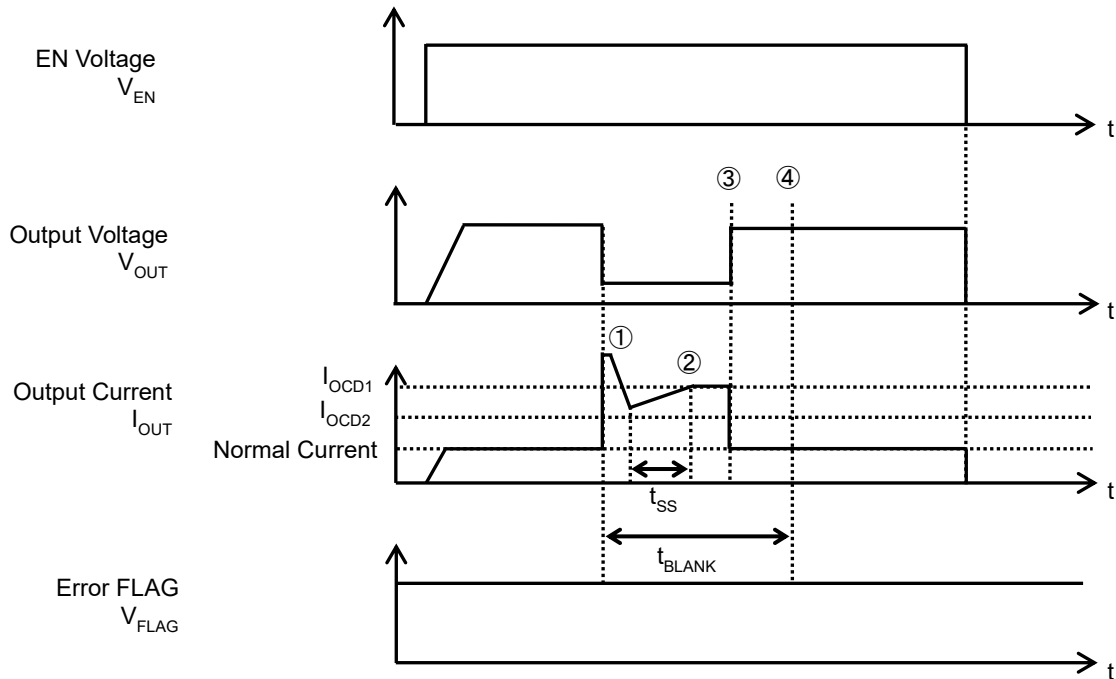 EN Voltage
V_EN
t
③ ④
Output Voltage
V_OUT
t
① ②
Output Current
I_OUT
I_OCD1
I_OCD2
Normal Current
t
t_SS
t_BLANK
Error FLAG
V_FLAG
t